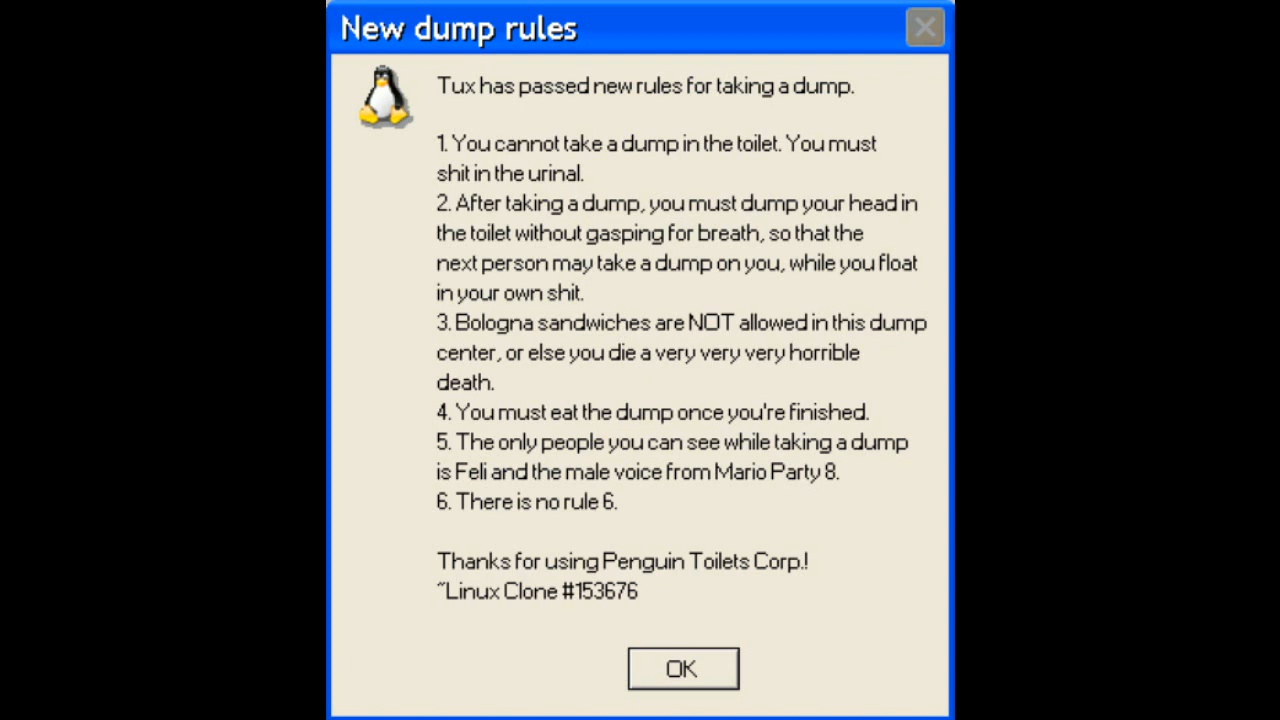 New dump rules
Tux has passed new rules for taking a dump.
1. You cannot take a dump in the toilet. You must
shit in the urinal.
2. After taking a dump, you must dump your head in
the toilet without gasping for breath, so that the
next person may take a dump on you, while you float
in your own shit.
3. Bologna sandwiches are NOT allowed in this dump
center, or else you die a very very very horrible
death.
4. You must eat the dump once you're finished.
5. The only people you can see while taking a dump
is Feli and the male voice from Mario Party 8.
6. There is no rule 6.
Thanks for using Penguin Toilets Corp.!
~Linux Clone #153676
OK